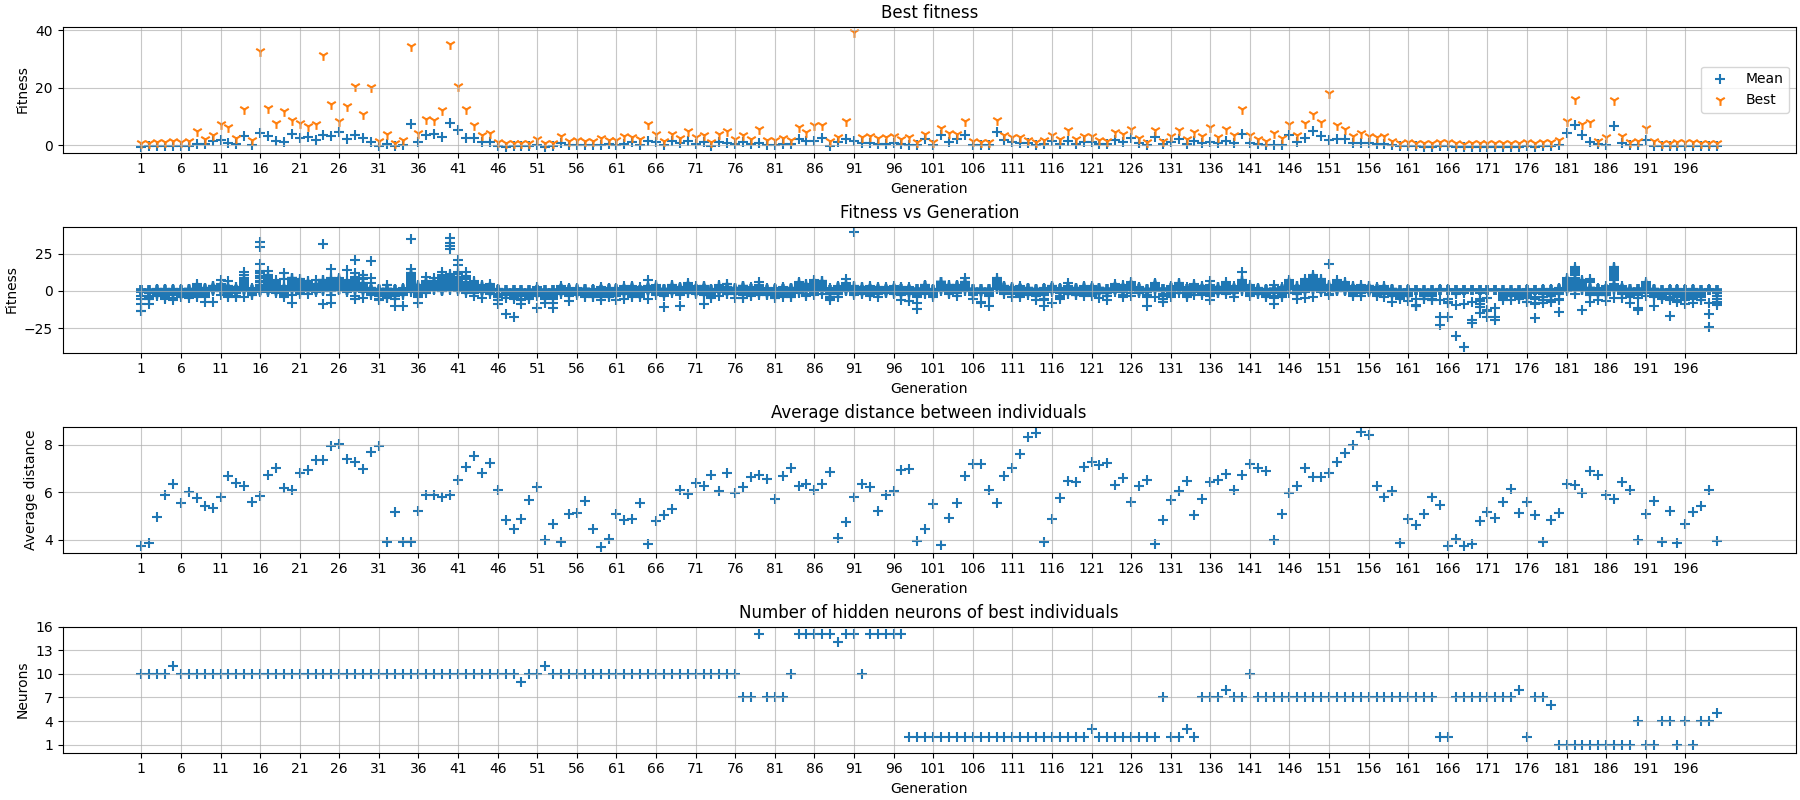 Best fitness
40
20
0
Fitness
Mean
Best
1 6 11 16 21 26 31 36 41 46 51 56 61 66 71 76 81 86 91 96 101 106 111 116 121 126 131 136 141 146 151 156 161 166 171 176 181 186 191 196
Generation
Fitness vs Generation
25
0
−25
Fitness
1 6 11 16 21 26 31 36 41 46 51 56 61 66 71 76 81 86 91 96 101 106 111 116 121 126 131 136 141 146 151 156 161 166 171 176 181 186 191 196
Generation
Average distance between individuals
8
6
4
Average distance
1 6 11 16 21 26 31 36 41 46 51 56 61 66 71 76 81 86 91 96 101 106 111 116 121 126 131 136 141 146 151 156 161 166 171 176 181 186 191 196
Generation
Number of hidden neurons of best individuals
16
13
10
7
4
1
Neurons
1 6 11 16 21 26 31 36 41 46 51 56 61 66 71 76 81 86 91 96 101 106 111 116 121 126 131 136 141 146 151 156 161 166 171 176 181 186 191 196
Generation